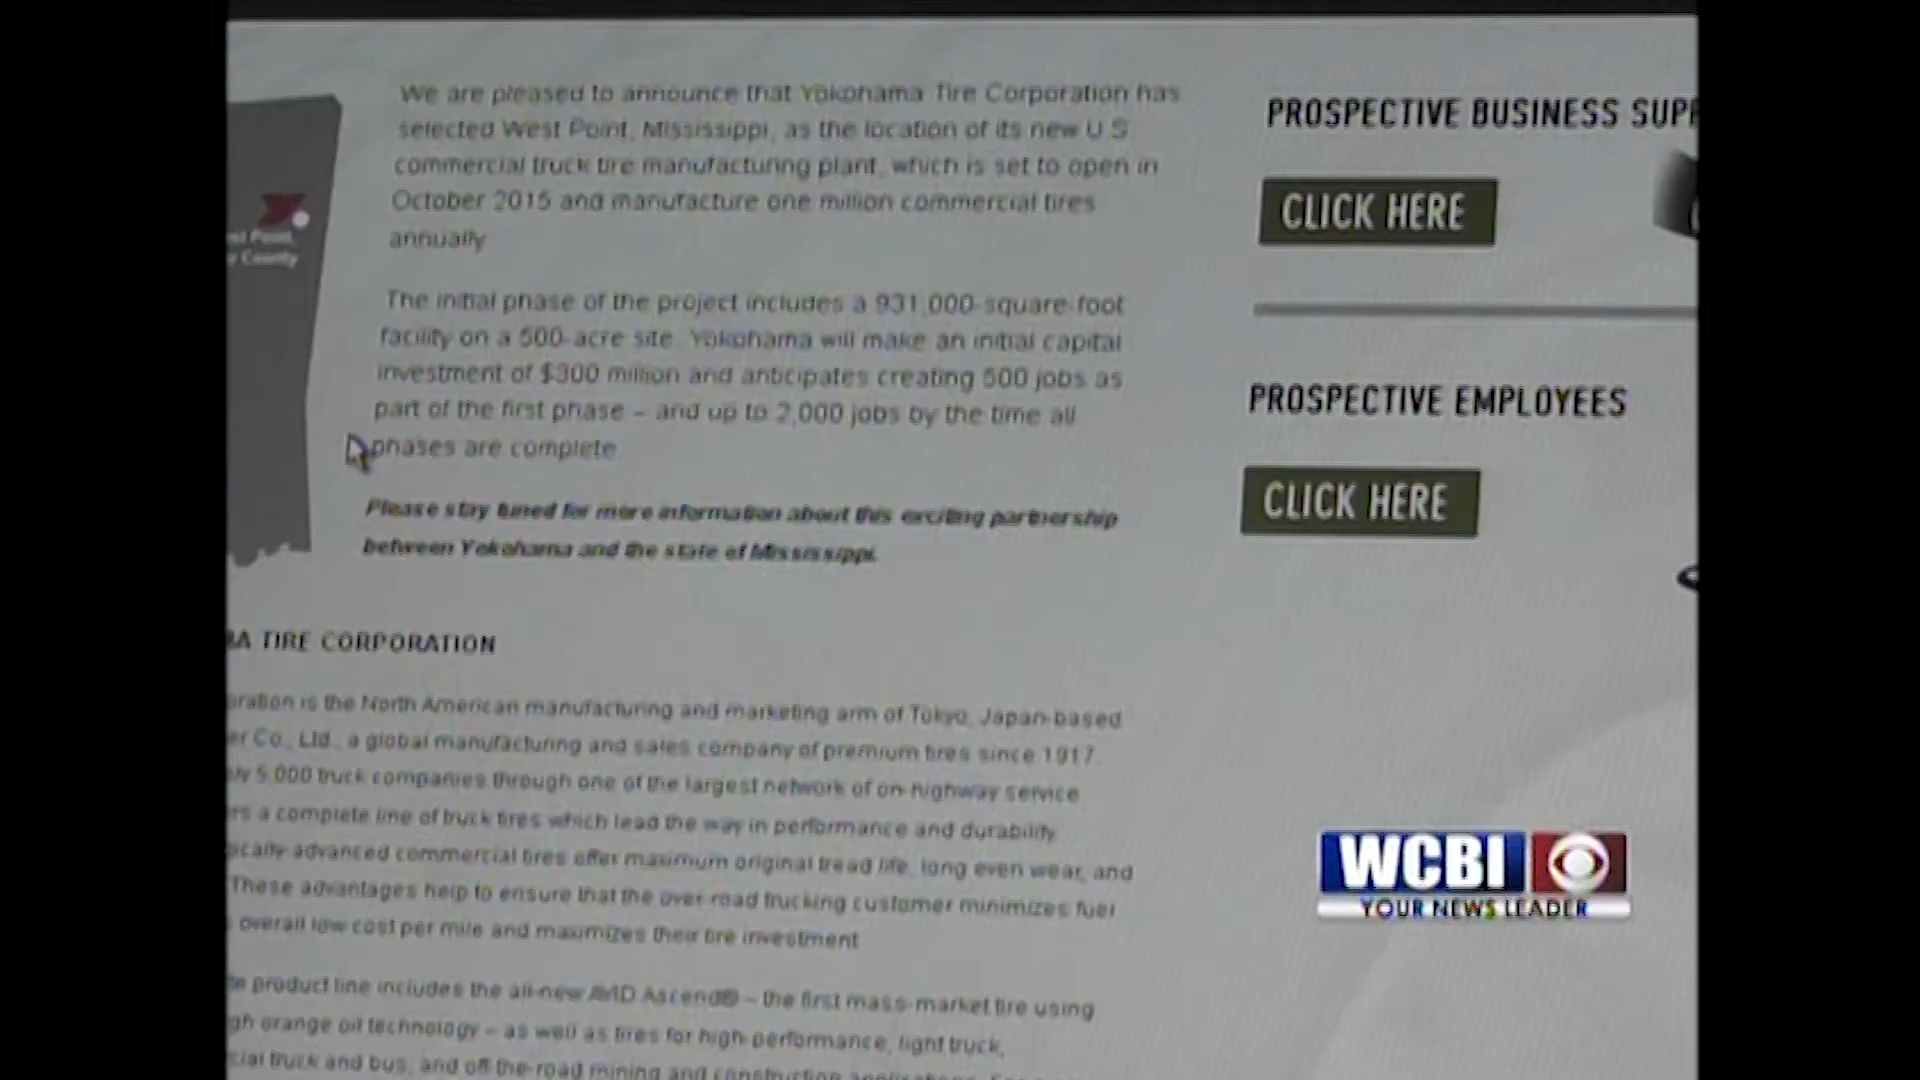 We are pleased to announce that Yokohama Tire Corporation has
selected West Point, Mississippi, as the location of its new U.S.
commercial truck tire manufacturing plant, which is set to open in
October 2015 and manufacture one million commercial tires
annually.
The initial phase of the project includes a 931,000-square-foot
facility on a 500-acre site. Yokohama will make an initial capital
investment of $300 million and anticipates creating 500 jobs as
part of the first phase – and up to 2,000 jobs by the time all
phases are complete.
Please stay tuned for more information about this exciting partnership
between Yokohama and the state of Mississippi.
Point,
y County
PROSPECTIVE BUSINESS SUPP
CLICK HERE
PROSPECTIVE EMPLOYEES
CLICK HERE
MA TIRE CORPORATION
oration is the North American manufacturing and marketing arm of Tokyo, Japan-based
er Co., Ltd., a global manufacturing and sales company of premium tires since 1917.
ly 5,000 truck companies through one of the largest network of on-highway service
rs a complete line of truck tires which lead the way in performance and durability.
ically advanced commercial tires offer maximum original tread life, long even wear, and
These advantages help to ensure that the over-road trucking customer minimizes fuel
overall low cost per mile and maximizes their tire investment
product line includes the all-new AVID Ascend® – the first mass-market tire using
gh orange oil technology – as well as tires for high-performance, light truck,
cial truck and bus, and off-the-road mining and construction applications.
WCBI
YOUR NEWS LEADER